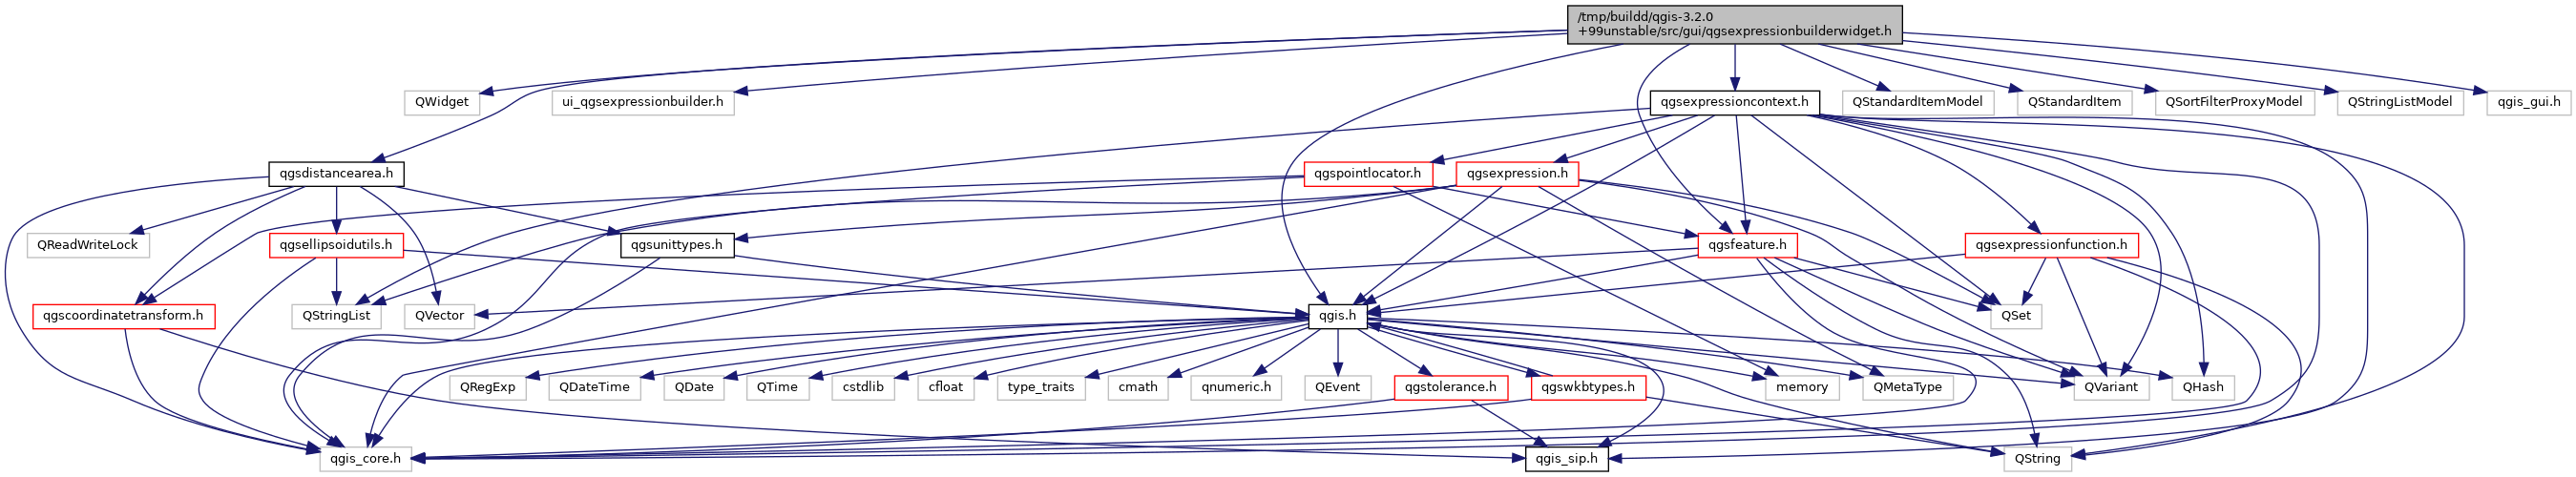 /tmp/buildd/qgis-3.2.0
+99unstable/src/gui/qgsexpressionbuilderwidget.h
QWidget
ui_qgsexpressionbuilder.h
qgsexpressioncontext.h
QStandardItemModel
QStandardItem
QSortFilterProxyModel
QStringListModel
qgis_gui.h
qgsdistancearea.h
qgspointlocator.h
qgsexpression.h
QReadWriteLock
qgsellipsoidutils.h
qgsunittypes.h
qgsfeature.h
qgsexpressionfunction.h
qgscoordinatetransform.h
QStringList
QVector
qgis.h
QSet
QRegExp
QDateTime
QDate
QTime
cstdlib
cfloat
type_traits
cmath
qnumeric.h
QEvent
qgstolerance.h
qgswkbtypes.h
memory
QMetaType
QVariant
QHash
qgis_core.h
qgis_sip.h
QString